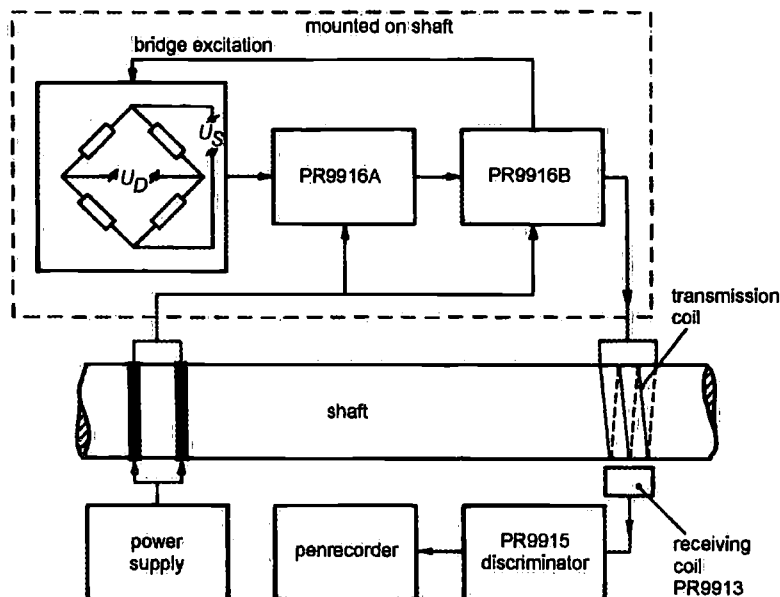 mounted on shaft
bridge excitation
U_S
U_D
PR9916A
PR9916B
transmission
coil
shaft
power
supply
penrecorder
PR9915
discriminator
receiving
coil
PR9913